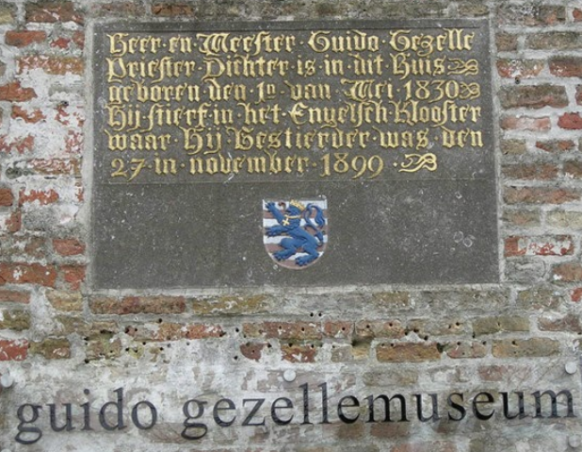 Heer en Meester Guido Gezelle
Priester Dichter is in dit Huis
geboren den 1n van Mei 1830
Hij stierf in het Engelsch Klooster
waar Hij Bestierder was den
27 in november 1899
guido gezellemuseum